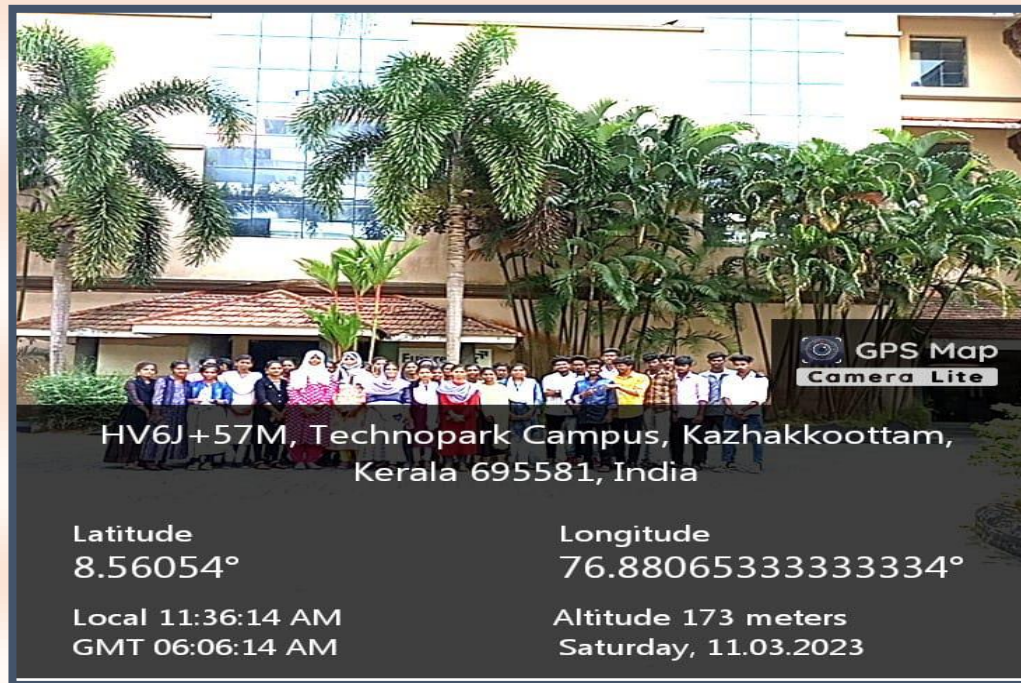 GPS Map
Camera Lite
HV6J+57M, Technopark Campus, Kazhakkoottam,
Kerala 695581, India
Latitude
8.56054°
Longitude
76.88065333333334°
Local 11:36:14 AM
GMT 06:06:14 AM
Altitude 173 meters
Saturday, 11.03.2023